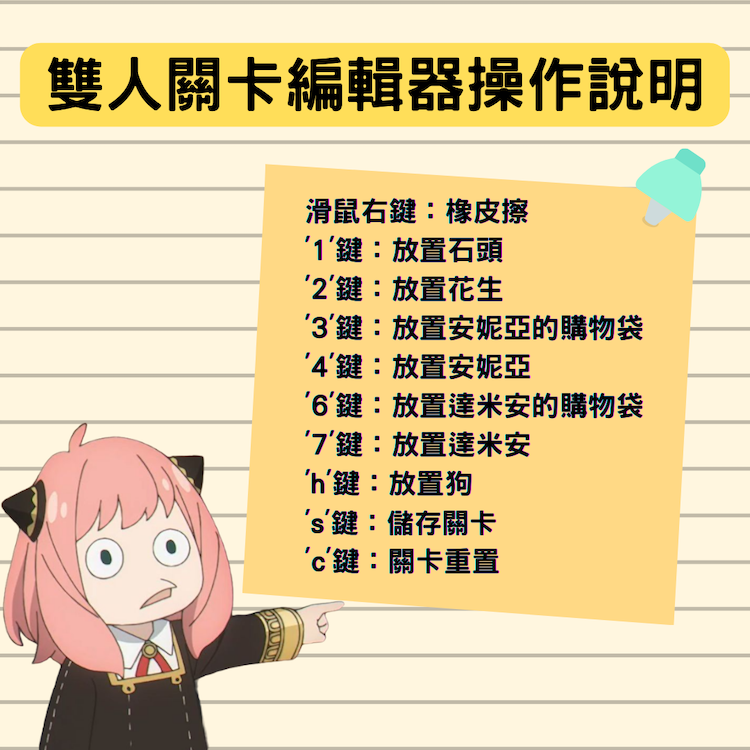 雙人關卡編輯器操作說明
滑鼠右鍵：橡皮擦
'1'鍵：放置石頭
'2'鍵：放置花生
'3'鍵：放置安妮亞的購物袋
'4'鍵：放置安妮亞
'6'鍵：放置達米安的購物袋
'7'鍵：放置達米安
'h'鍵：放置狗
's'鍵：儲存關卡
'c'鍵：關卡重置